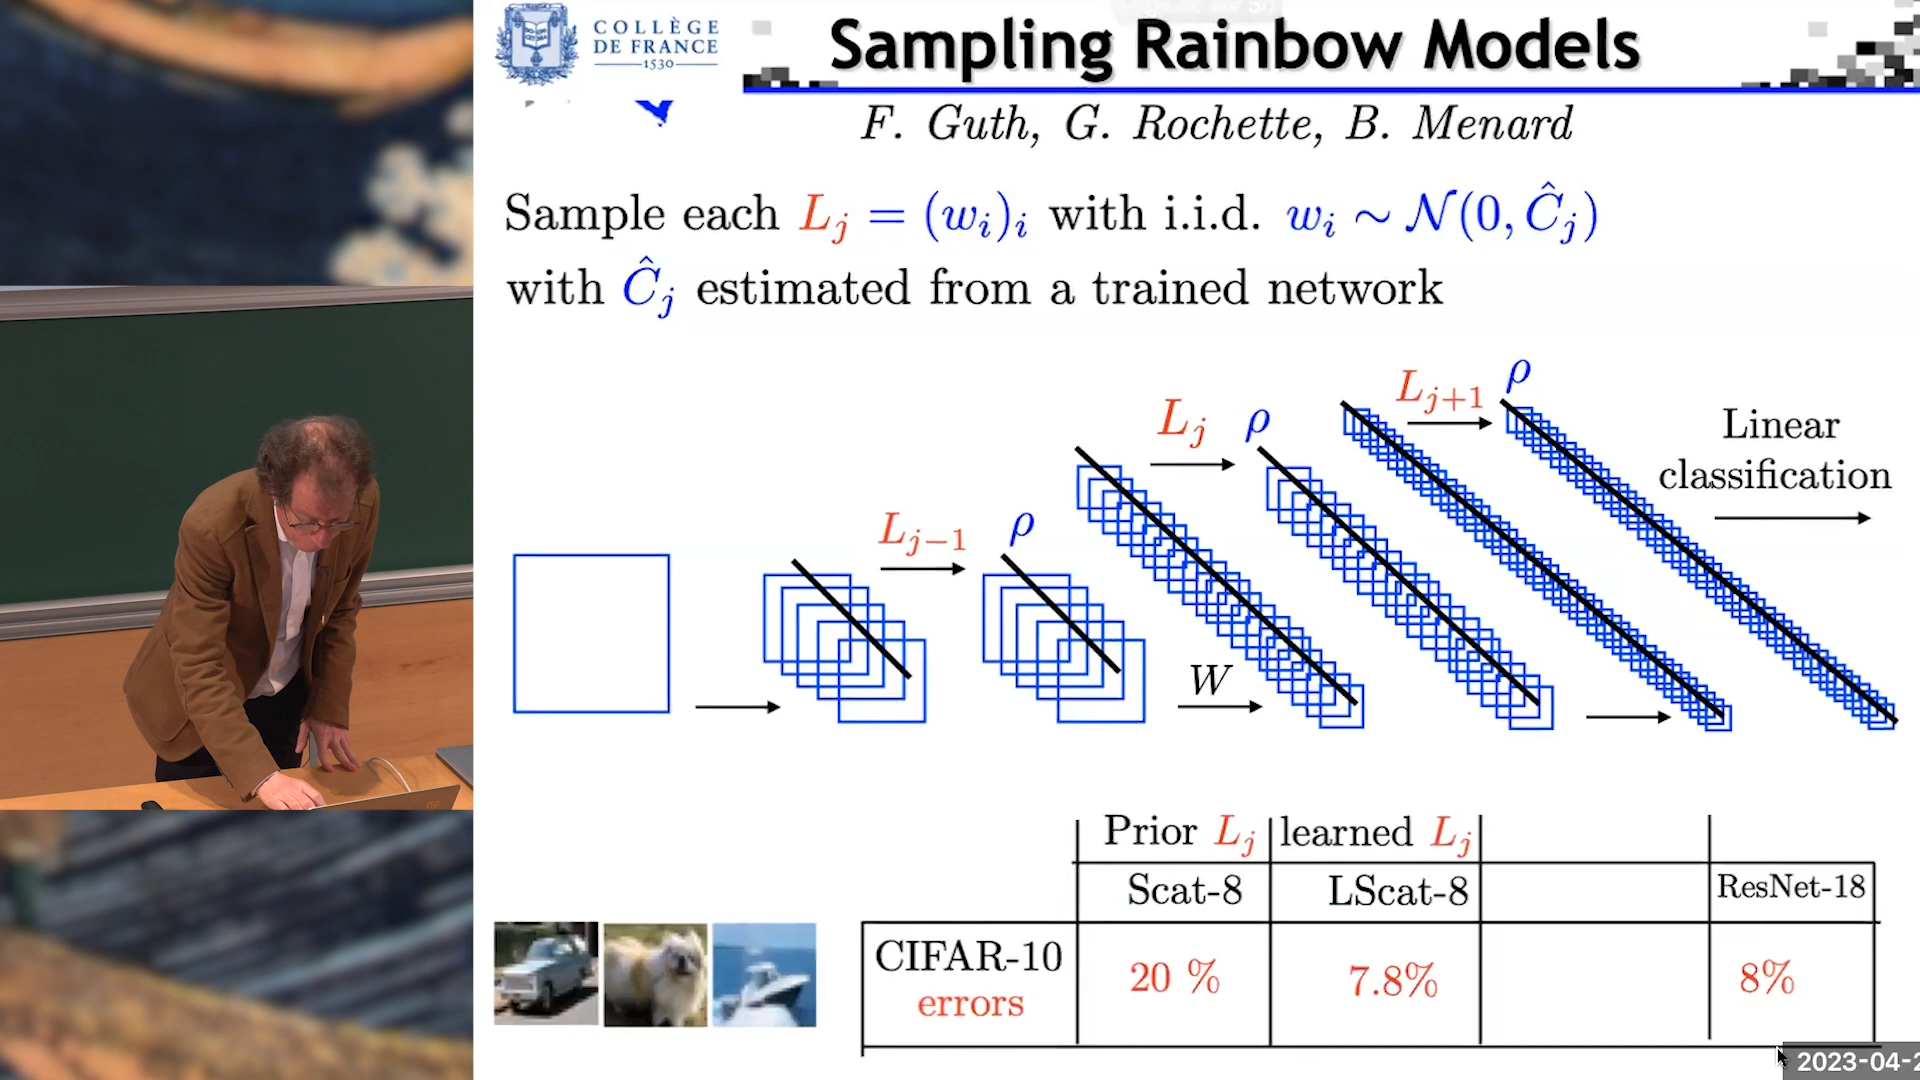 COLLÈGE
DE FRANCE
1530
Sampling Rainbow Models
F. Guth, G. Rochette, B. Menard
Sample each L_j = (w_i)_i with i.i.d. w_i ~ 𝒩(0, Ĉ_j)
with Ĉ_j estimated from a trained network
L_{j+1} ρ
L_j ρ
Linear
classification
L_{j-1} ρ
W
Prior L_j learned L_j
Scat-8 LScat-8 ResNet-18
CIFAR-10
errors
20 % 7.8% 8%